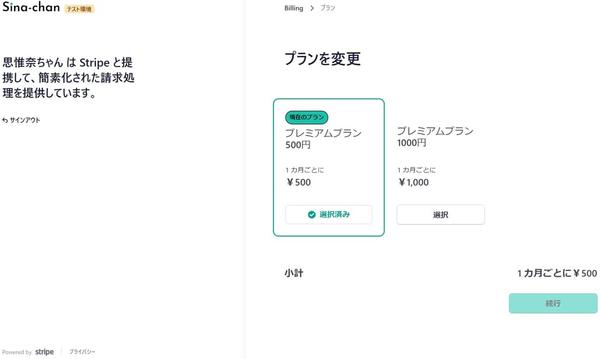 Sina-chan テスト環境
思惟奈ちゃん は Stripe と提
携して、簡素化された請求処
理を提供しています。
サインアウト
Powered by stripe
プライバシー
Billing プラン
プランを変更
現在のプラン
プレミアムプラン
500円
1 カ月ごとに
¥500
選択済み
プレミアムプラン
1000円
1 カ月ごとに
¥1,000
選択
小計 1 カ月ごとに ¥500
続行